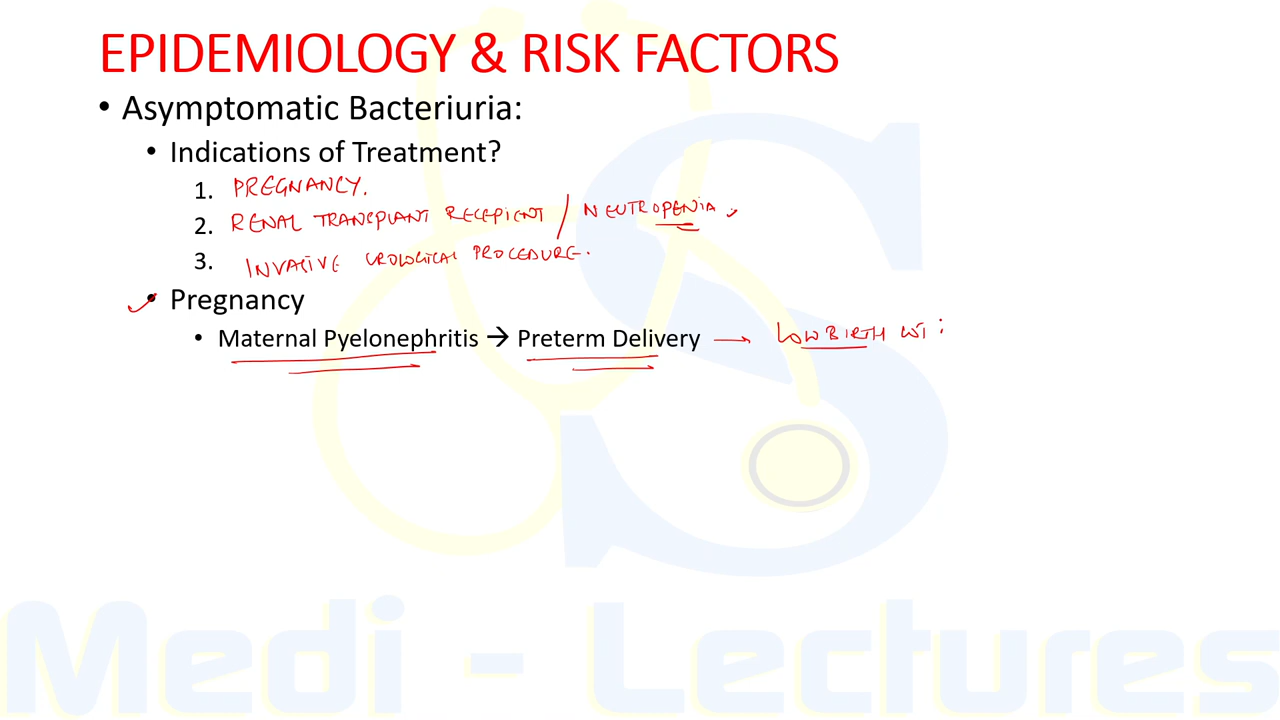 EPIDEMIOLOGY & RISK FACTORS
• Asymptomatic Bacteriuria:
• Indications of Treatment?
1. PREGNANCY.
2. RENAL TRANSPLANT RECEPIENT / NEUTROPENIA.
3. INVASIVE UROLOGICAL PROCEDURE.
• Pregnancy
• Maternal Pyelonephritis → Preterm Delivery → LOW BIRTH WT:
Medi - Lectures